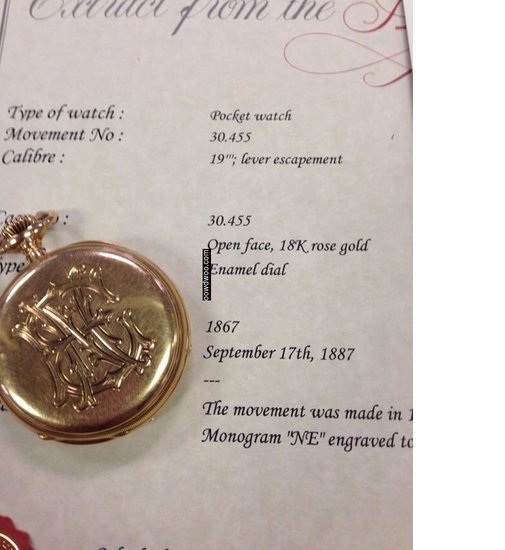 Extract from the
Type of watch : Pocket watch
Movement No : 30.455
Calibre : 19'"; lever escapement
30.455
Open face, 18K rose gold
Enamel dial
1867
September 17th, 1887
---
The movement was made in
Monogram "NE" engraved to
powdwoo.com